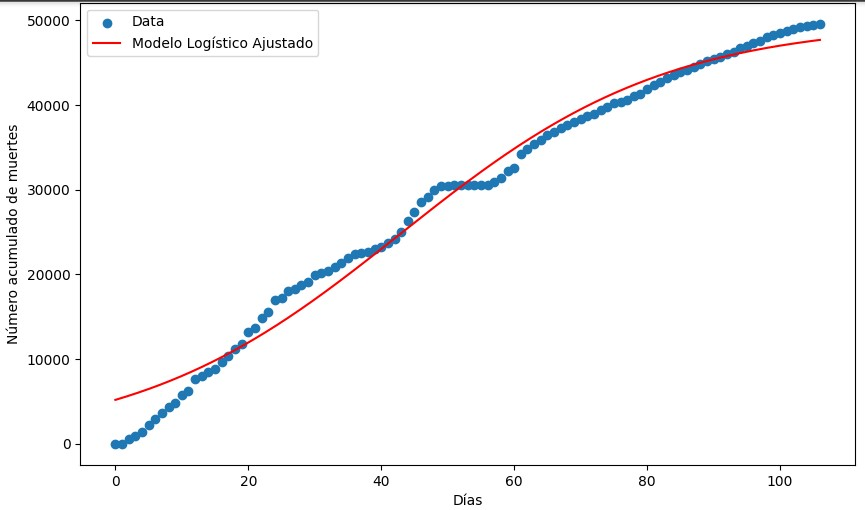 Data
Modelo Logístico Ajustado
Número acumulado de muertes
50000
40000
30000
20000
10000
0
0 20 40 60 80 100
Días